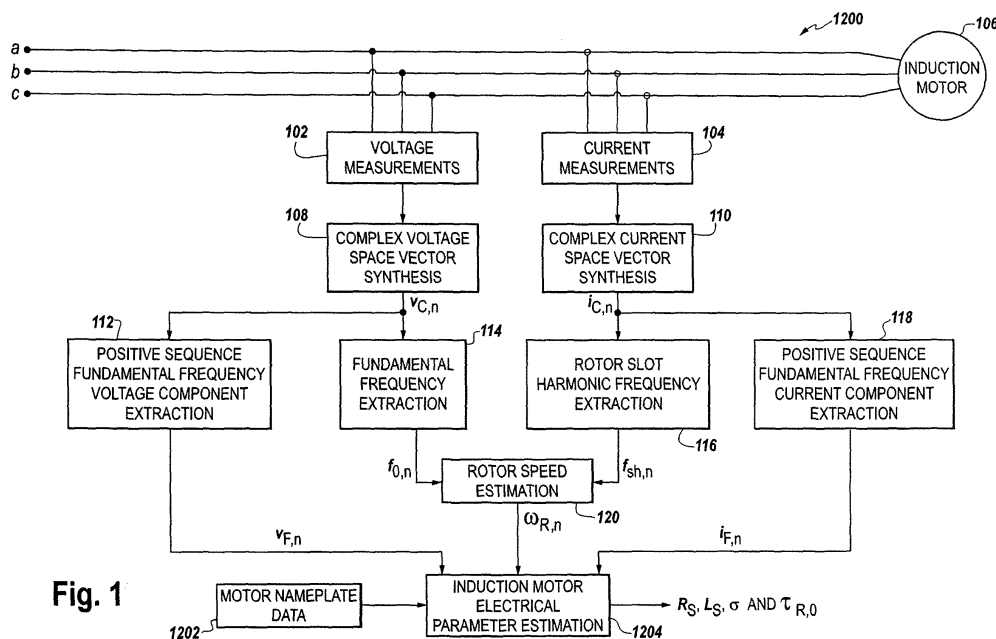 1200
106
a
b
c
INDUCTION
MOTOR
102
VOLTAGE
MEASUREMENTS
CURRENT
MEASUREMENTS
104
108
COMPLEX VOLTAGE
SPACE VECTOR
SYNTHESIS
COMPLEX CURRENT
SPACE VECTOR
SYNTHESIS
110
vC,n
iC,n
112
POSITIVE SEQUENCE
FUNDAMENTAL FREQUENCY
VOLTAGE COMPONENT
EXTRACTION
114
FUNDAMENTAL
FREQUENCY
EXTRACTION
ROTOR SLOT
HARMONIC FREQUENCY
EXTRACTION
116
118
POSITIVE SEQUENCE
FUNDAMENTAL FREQUENCY
CURRENT COMPONENT
EXTRACTION
f0,n
ROTOR SPEED
ESTIMATION
fsh,n
120
ωR,n
vF,n
iF,n
Fig. 1
MOTOR NAMEPLATE
DATA
1202
INDUCTION MOTOR
ELECTRICAL
PARAMETER ESTIMATION
1204
RS, LS, σ AND τR,0